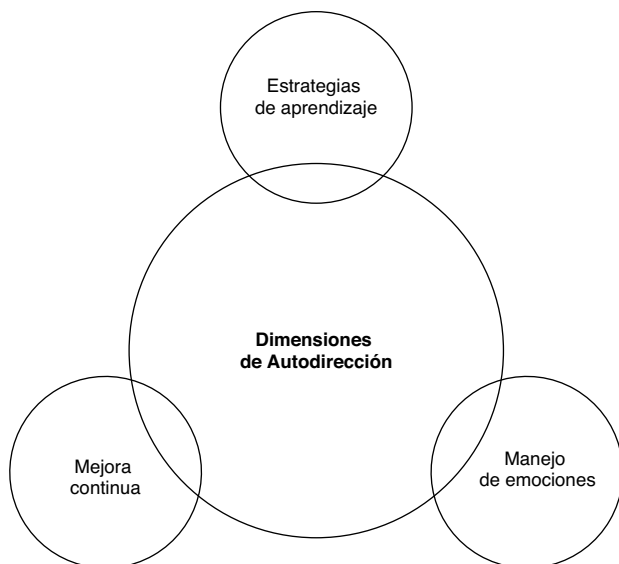 Estrategias
de aprendizaje
Dimensiones
de Autodirección
Mejora
continua
Manejo
de emociones